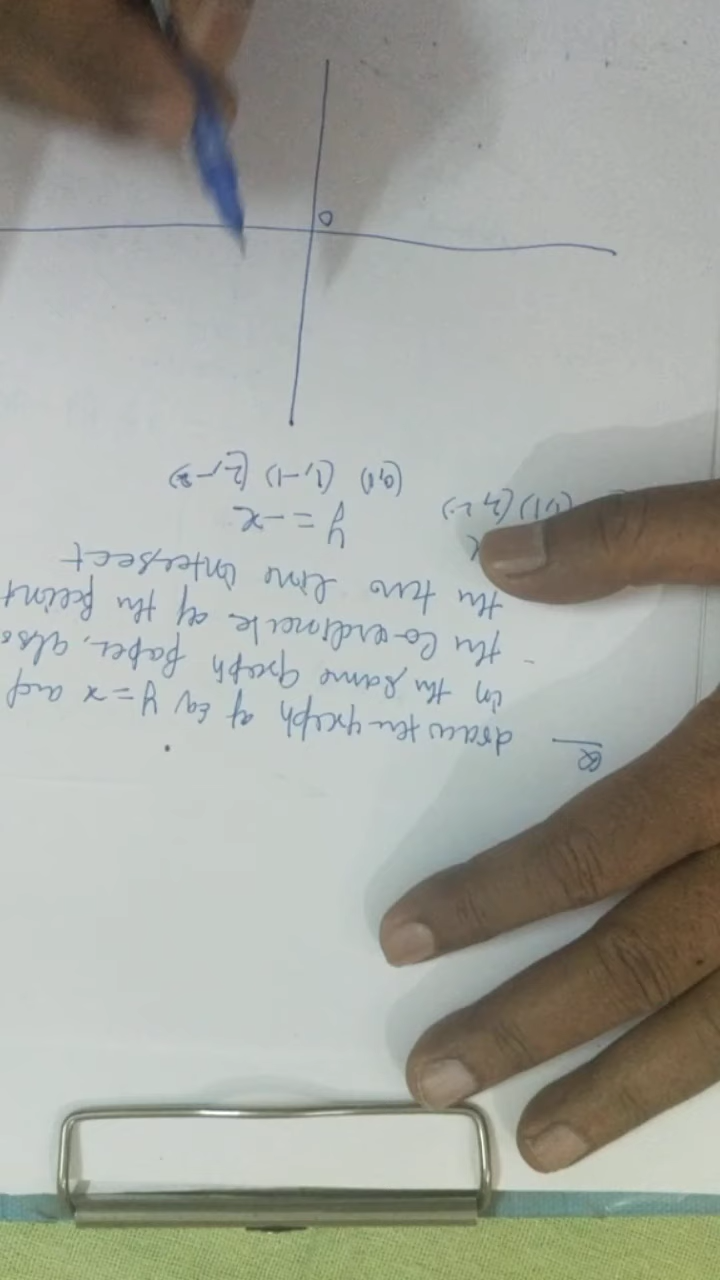 Q draw the graph of Eq y = x and
in the same graph paper, also
the Co-ordinate of the point
the two line intersect
y = -x
(1,1) (2,2) (0,0) (1,-1) (2,-2)
0